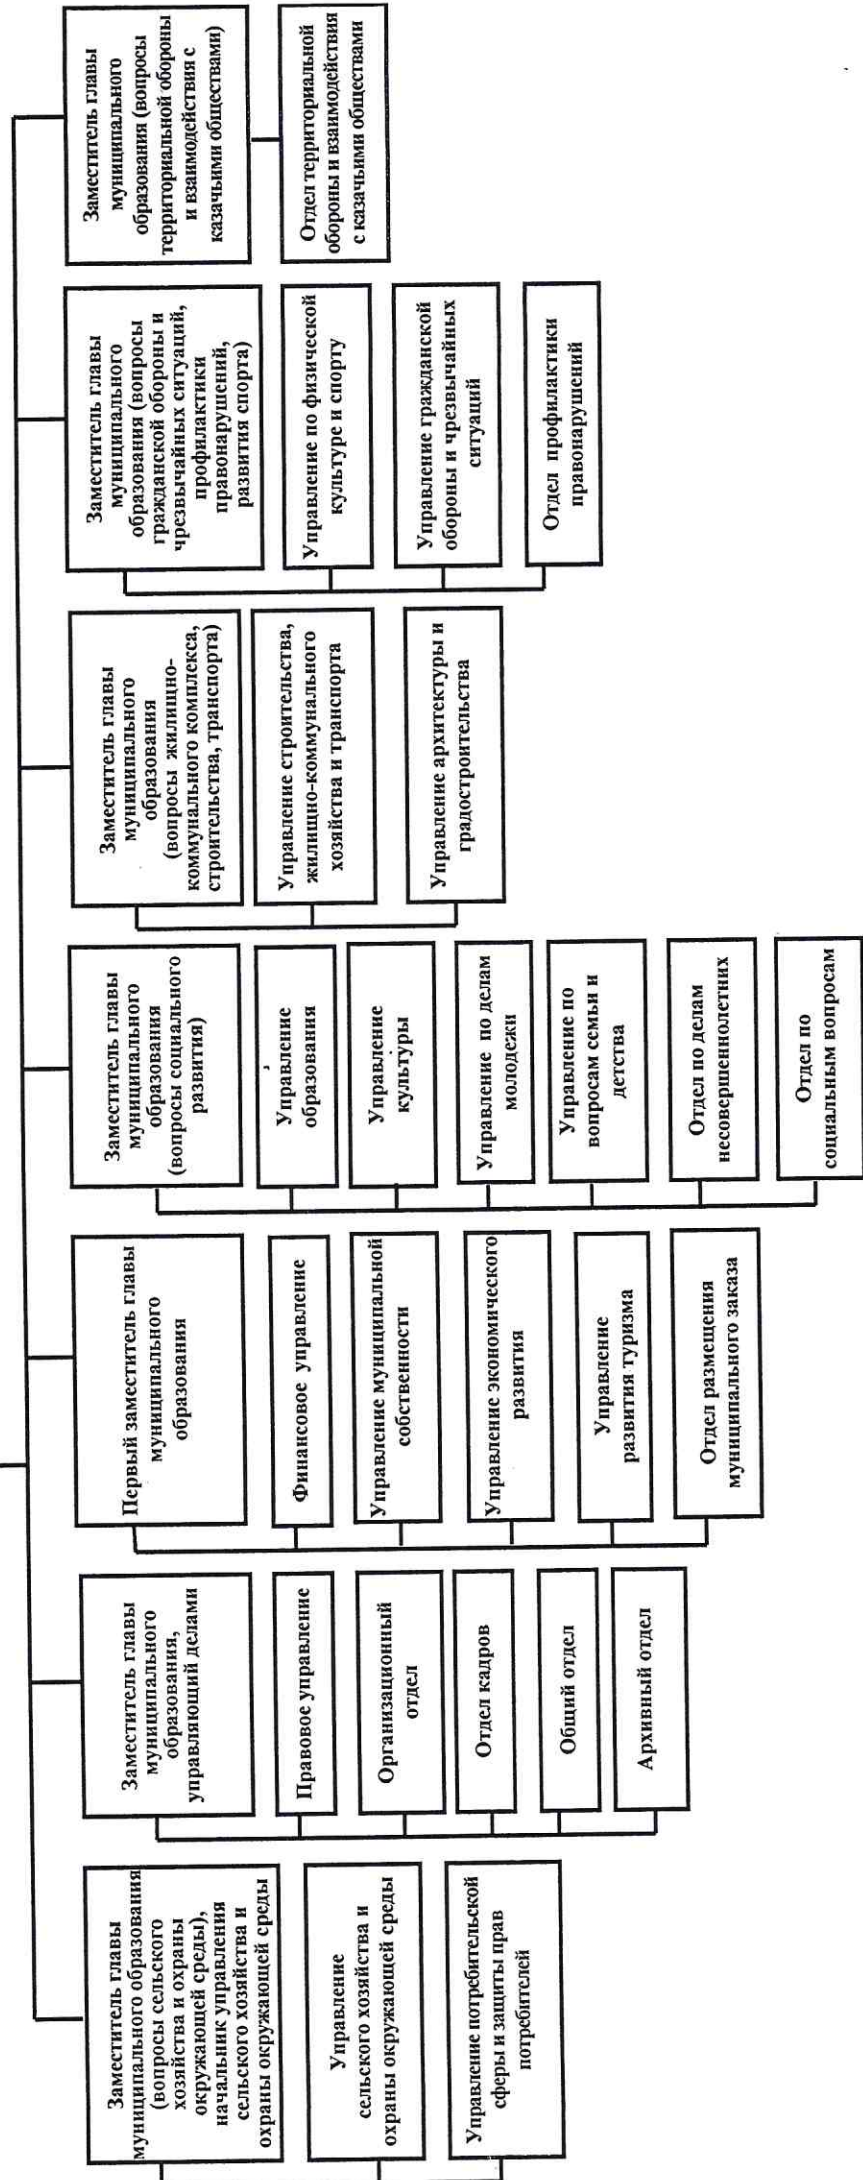 Заместитель главы
муниципального образования
(вопросы сельского
хозяйства и охраны
окружающей среды),
начальник управления
сельского хозяйства и
охраны окружающей среды
Управление
сельского хозяйства и
охраны окружающей среды
Управление потребительской
сферы и защиты прав
потребителей
Заместитель главы
муниципального
образования,
управляющий делами
Правовое управление
Организационный
отдел
Отдел кадров
Общий отдел
Архивный отдел
Первый заместитель главы
муниципального
образования
Финансовое управление
Управление муниципальной
собственности
Управление экономического
развития
Управление
развития туризма
Отдел размещения
муниципального заказа
Заместитель главы
муниципального
образования
(вопросы социального
развития)
Управление
образования
Управление
культуры
Управление по делам
молодежи
Управление по
вопросам семьи и
детства
Отдел по делам
несовершеннолетних
Отдел по
социальным вопросам
Заместитель главы
муниципального
образования
(вопросы жилищно-
коммунального комплекса,
строительства, транспорта)
Управление строительства,
жилищно-коммунального
хозяйства и транспорта
Управление архитектуры и
градостроительства
Заместитель главы
муниципального
образования (вопросы
гражданской обороны и
чрезвычайных ситуаций,
профилактики
правонарушений,
развития спорта)
Управление по физической
культуре и спорту
Управление гражданской
обороны и чрезвычайных
ситуаций
Отдел профилактики
правонарушений
Заместитель главы
муниципального
образования (вопросы
территориальной обороны
и взаимодействия с
казачьими обществами)
Отдел территориальной
обороны и взаимодействия
с казачьими обществами